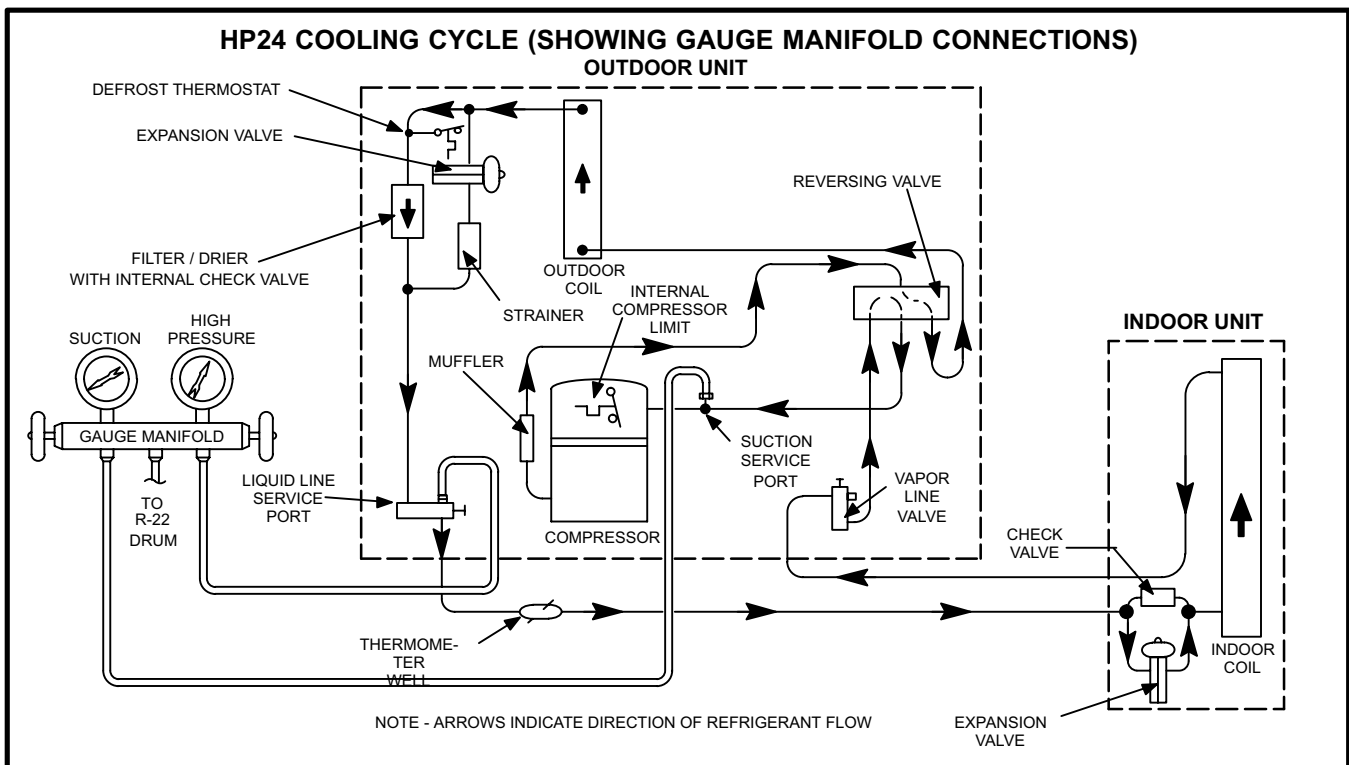 HP24 COOLING CYCLE (SHOWING GAUGE MANIFOLD CONNECTIONS)
OUTDOOR UNIT
DEFROST THERMOSTAT
EXPANSION VALVE
REVERSING VALVE
FILTER / DRIER
WITH INTERNAL CHECK VALVE
OUTDOOR
COIL
STRAINER
INTERNAL
COMPRESSOR
LIMIT
INDOOR UNIT
SUCTION
HIGH
PRESSURE
MUFFLER
GAUGE MANIFOLD
SUCTION
SERVICE
PORT
LIQUID LINE
SERVICE
PORT
VAPOR
LINE
VALVE
TO
R-22
DRUM
COMPRESSOR
CHECK
VALVE
THERMOME-
TER
WELL
INDOOR
COIL
NOTE - ARROWS INDICATE DIRECTION OF REFRIGERANT FLOW
EXPANSION
VALVE